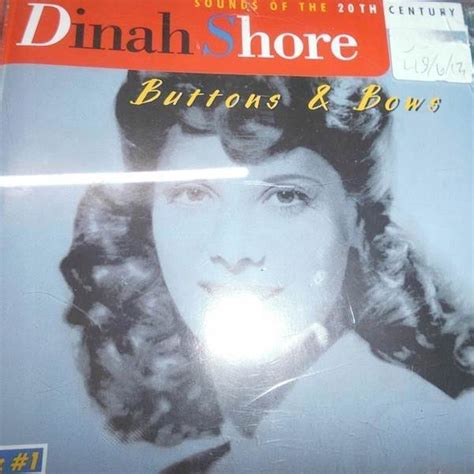 SOUNDS OF THE 20TH CENTURY
Dinah Shore
Buttons & Bows
#1